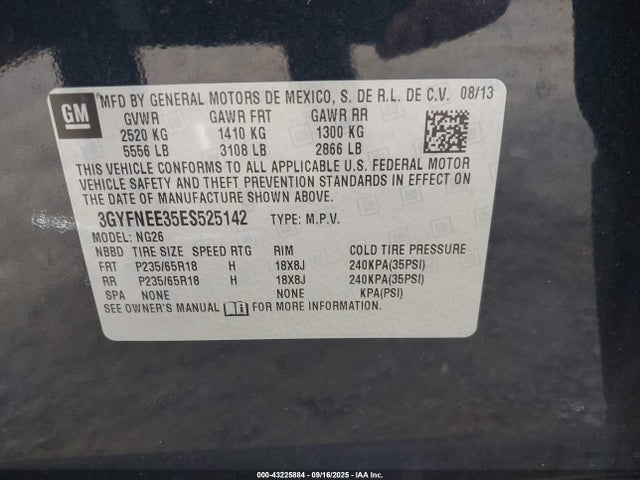 GM
MFD BY GENERAL MOTORS DE MEXICO, S. DE R.L. DE C.V. 08/13
GVWR GAWR FRT GAWR RR
2520 KG 1410 KG 1300 KG
5556 LB 3108 LB 2866 LB
THIS VEHICLE CONFORMS TO ALL APPLICABLE U.S. FEDERAL MOTOR
VEHICLE SAFETY AND THEFT PREVENTION STANDARDS IN EFFECT ON
THE DATE OF MANUFACTURE SHOWN ABOVE.
3GYFNEE35ES525142 TYPE: M.P.V.
MODEL: NG26
NBBD TIRE SIZE SPEED RTG RIM COLD TIRE PRESSURE
FRT P235/65R18 H 18X8J 240KPA(35PSI)
RR P235/65R18 H 18X8J 240KPA(35PSI)
SPA NONE NONE KPA(PSI)
SEE OWNER'S MANUAL FOR MORE INFORMATION.
000-43225884 - 09/16/2025 - IAA Inc.